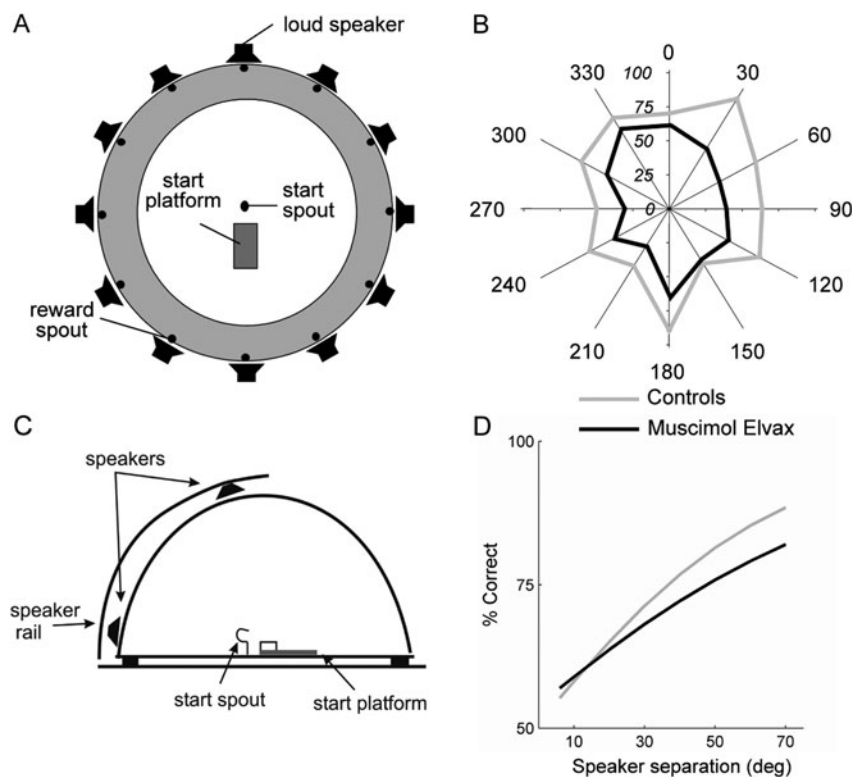 A
loud speaker
start
platform
start
spout
reward
spout
B
0
30
60
90
120
150
180
210
240
270
300
330
100
75
50
25
0
Controls
Muscimol Elvax
C
speakers
speaker
rail
start spout
start platform
D
100
75
50
% Correct
10
30
50
70
Speaker separation (deg)